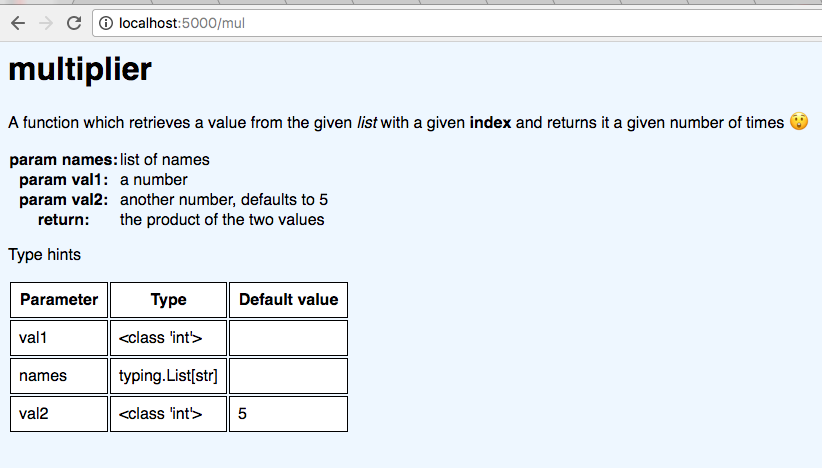 localhost:5000/mul
multiplier
A function which retrieves a value from the given list with a given index and returns it a given number of times 😲
param names: list of names
param val1: a number
param val2: another number, defaults to 5
return: the product of the two values
Type hints
Parameter Type Default value
val1 <class 'int'>
names typing.List[str]
val2 <class 'int'> 5